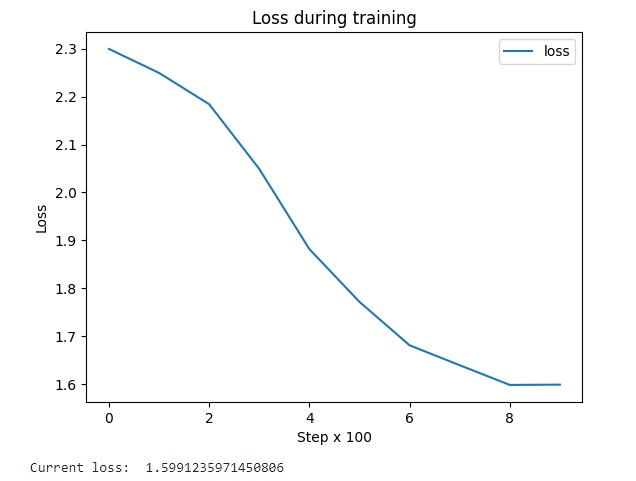 Loss during training
loss
2.3
2.2
2.1
2.0
1.9
1.8
1.7
1.6
Loss
0 2 4 6 8
Step x 100
Current loss: 1.5991235971450806